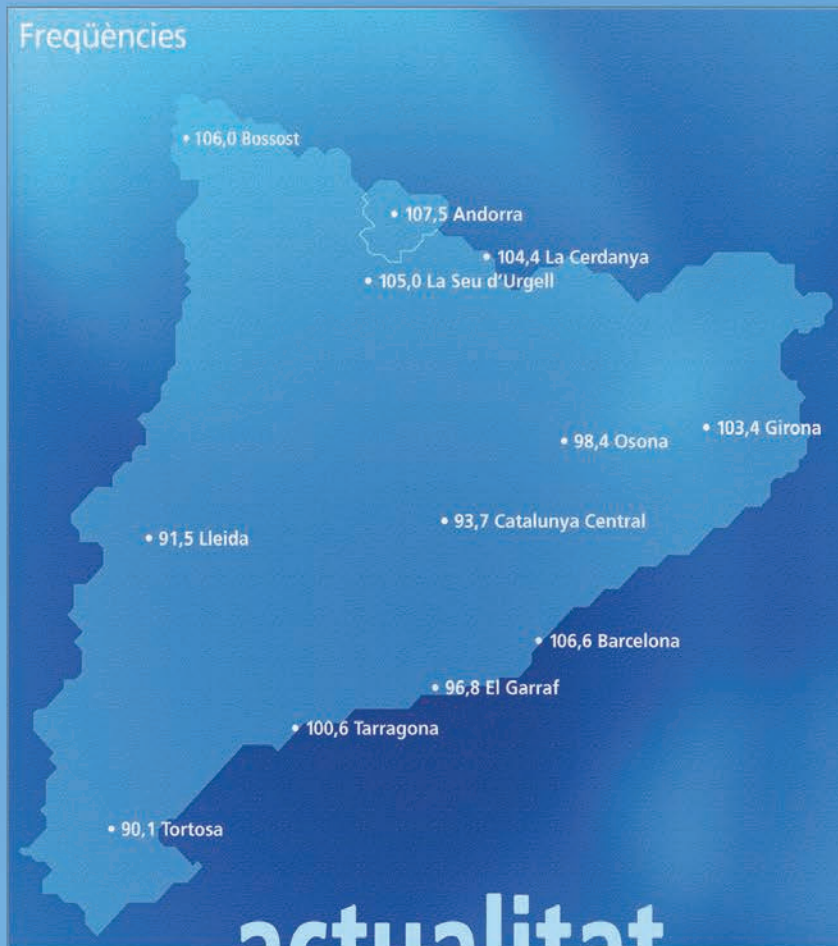 Freqüències
106,0 Bossost
107,5 Andorra
104,4 La Cerdanya
105,0 La Seu d'Urgell
103,4 Girona
98,4 Osona
93,7 Catalunya Central
91,5 Lleida
106,6 Barcelona
96,8 El Garraf
100,6 Tarragona
90,1 Tortosa
actualitat